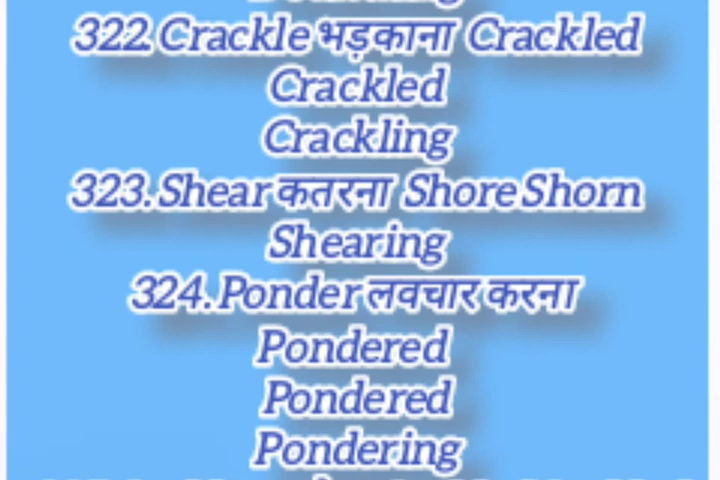 322. Crackle भड़काना Crackled
Crackled
Crackling
323. Shear कतरना Shore Shorn
Shearing
324. Ponder लवचार करना
Pondered
Pondered
Pondering